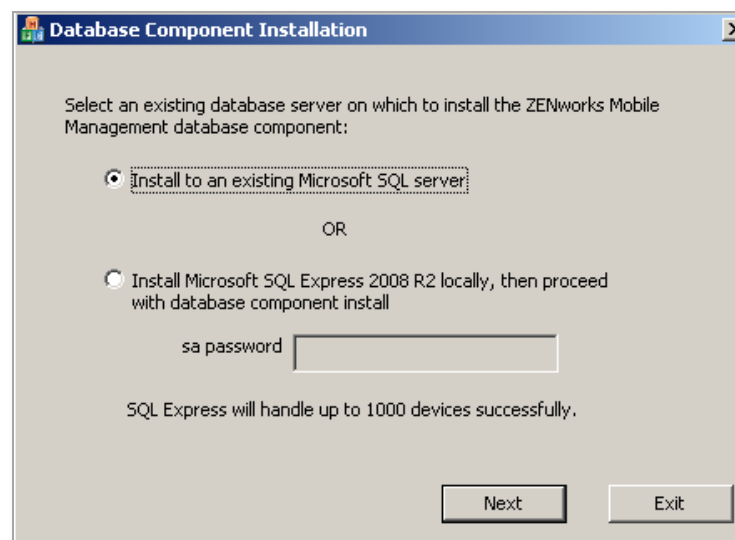 Database Component Installation
Select an existing database server on which to install the ZENworks Mobile
Management database component:
Install to an existing Microsoft SQL server
OR
Install Microsoft SQL Express 2008 R2 locally, then proceed
with database component install
sa password
SQL Express will handle up to 1000 devices successfully.
Next
Exit